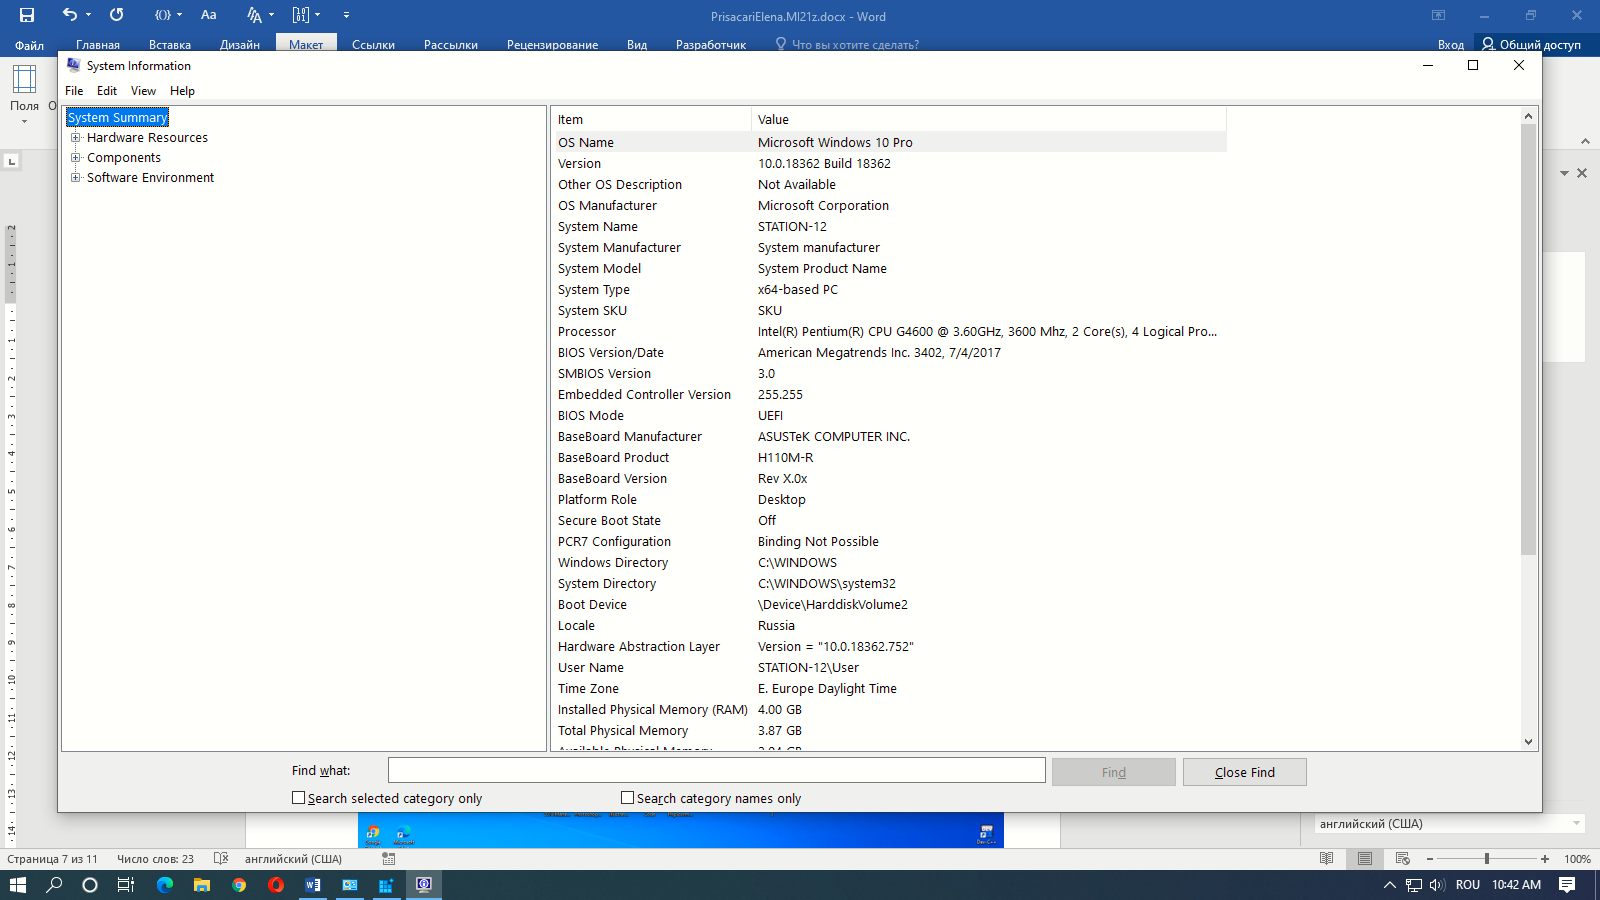 PrisacariElena.MI21z.docx - Word
Файл Главная Вставка Дизайн Макет Ссылки Рассылки Рецензирование Вид Разработчик Что вы хотите сделать? Вход Общий доступ
Поля
System Information
File Edit View Help
System Summary
Hardware Resources
Components
Software Environment
Item Value
OS Name Microsoft Windows 10 Pro
Version 10.0.18362 Build 18362
Other OS Description Not Available
OS Manufacturer Microsoft Corporation
System Name STATION-12
System Manufacturer System manufacturer
System Model System Product Name
System Type x64-based PC
System SKU SKU
Processor Intel(R) Pentium(R) CPU G4600 @ 3.60GHz, 3600 Mhz, 2 Core(s), 4 Logical Pro...
BIOS Version/Date American Megatrends Inc. 3402, 7/4/2017
SMBIOS Version 3.0
Embedded Controller Version 255.255
BIOS Mode UEFI
BaseBoard Manufacturer ASUSTeK COMPUTER INC.
BaseBoard Product H110M-R
BaseBoard Version Rev X.0x
Platform Role Desktop
Secure Boot State Off
PCR7 Configuration Binding Not Possible
Windows Directory C:\WINDOWS
System Directory C:\WINDOWS\system32
Boot Device \Device\HarddiskVolume2
Locale Russia
Hardware Abstraction Layer Version = "10.0.18362.752"
User Name STATION-12\User
Time Zone E. Europe Daylight Time
Installed Physical Memory (RAM) 4.00 GB
Total Physical Memory 3.87 GB
Find what: Find Close Find
Search selected category only Search category names only
английский (США)
Страница 7 из 11 Число слов: 23 английский (США) 100%
ROU 10:42 AM